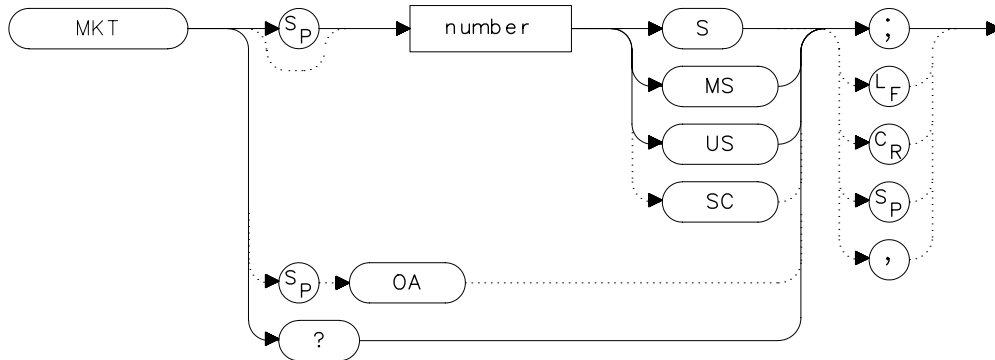 MKT SP number S ;
MS LF
US CR
SC SP
,
SP OA
?